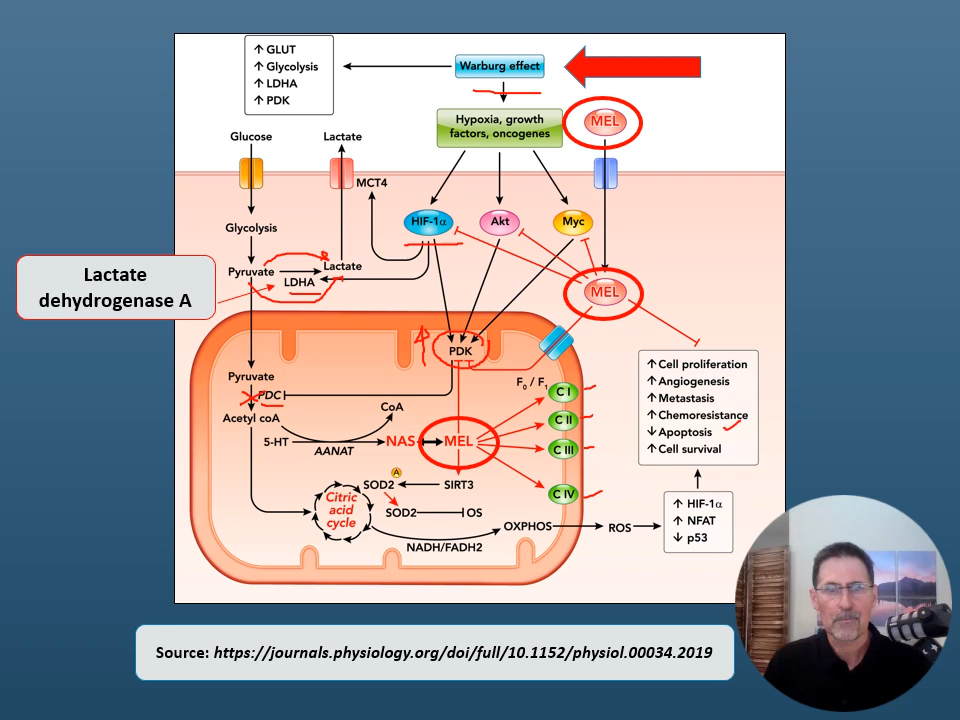 ↑ GLUT
↑ Glycolysis
↑ LDHA
↑ PDK
Warburg effect
Hypoxia, growth
factors, oncogenes
MEL
Glucose
Lactate
MCT4
HIF-1α
Akt
Myc
Glycolysis
Pyruvate
Lactate
LDHA
MEL
Lactate
dehydrogenase A
PDK
↑ Cell proliferation
↑ Angiogenesis
↑ Metastasis
↑ Chemoresistance
↓ Apoptosis
↑ Cell survival
F0 / F1
C I
C II
C III
C IV
Pyruvate
PDC
Acetyl coA
CoA
5-HT
AANAT
NAS
MEL
A
SOD2
SIRT3
SOD2
OS
Citric
acid
cycle
NADH/FADH2
OXPHOS
ROS
↑ HIF-1α
↑ NFAT
↓ p53
Source: https://journals.physiology.org/doi/full/10.1152/physiol.00034.2019